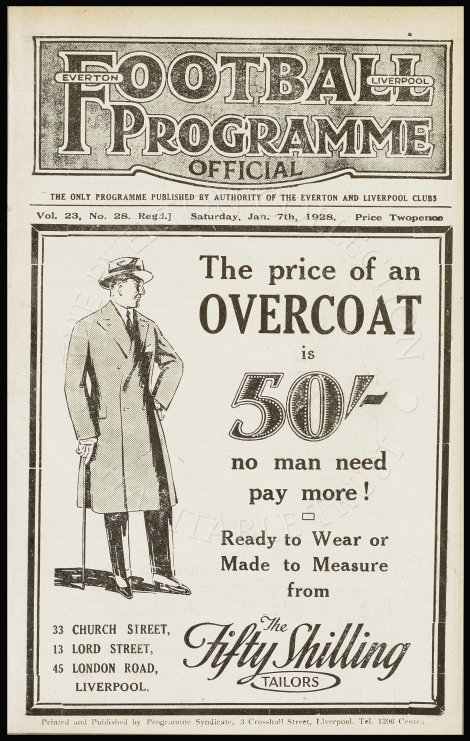 FOOTBALL
EVERTON
LIVERPOOL
PROGRAMME
OFFICIAL
THE ONLY PROGRAMME PUBLISHED BY AUTHORITY OF THE EVERTON AND LIVERPOOL CLUBS
Vol. 23, No. 28. Regd.] Saturday, Jan. 7th, 1928. Price Twopence
The price of an
OVERCOAT
is
50/-
no man need
pay more!
Ready to Wear or
Made to Measure
from
33 CHURCH STREET,
13 LORD STREET,
45 LONDON ROAD,
LIVERPOOL.
The
Fifty Shilling
TAILORS
Printed and Published by Programme Syndicate, 3 Crosshall Street, Liverpool. Tel. 1396 Central